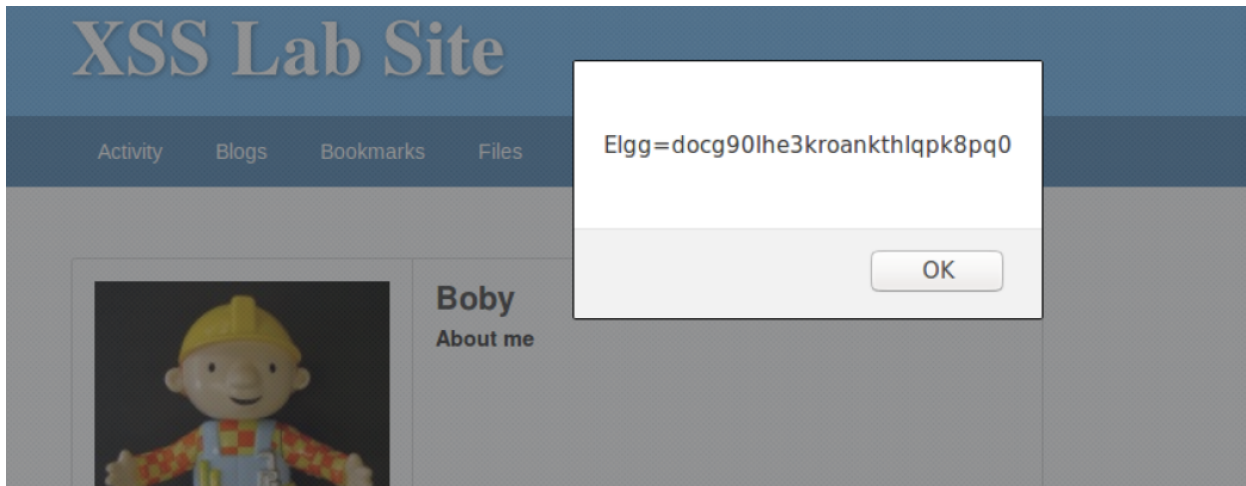 XSS Lab Site
Activity Blogs Bookmarks Files
Elgg=docg90lhe3kroankthlqpk8pq0
OK
Boby
About me